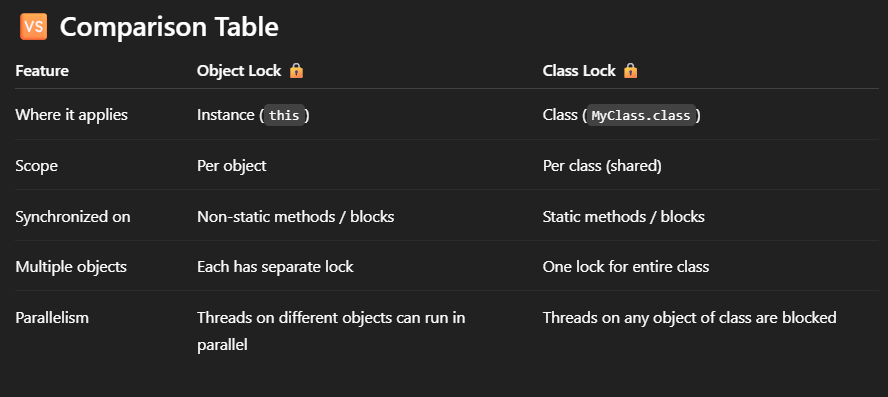 🆚 Comparison Table
Feature Object Lock 🔒 Class Lock 🔒
Where it applies Instance (this) Class (MyClass.class)
Scope Per object Per class (shared)
Synchronized on Non-static methods / blocks Static methods / blocks
Multiple objects Each has separate lock One lock for entire class
Parallelism Threads on different objects can run in Threads on any object of class are blocked
parallel